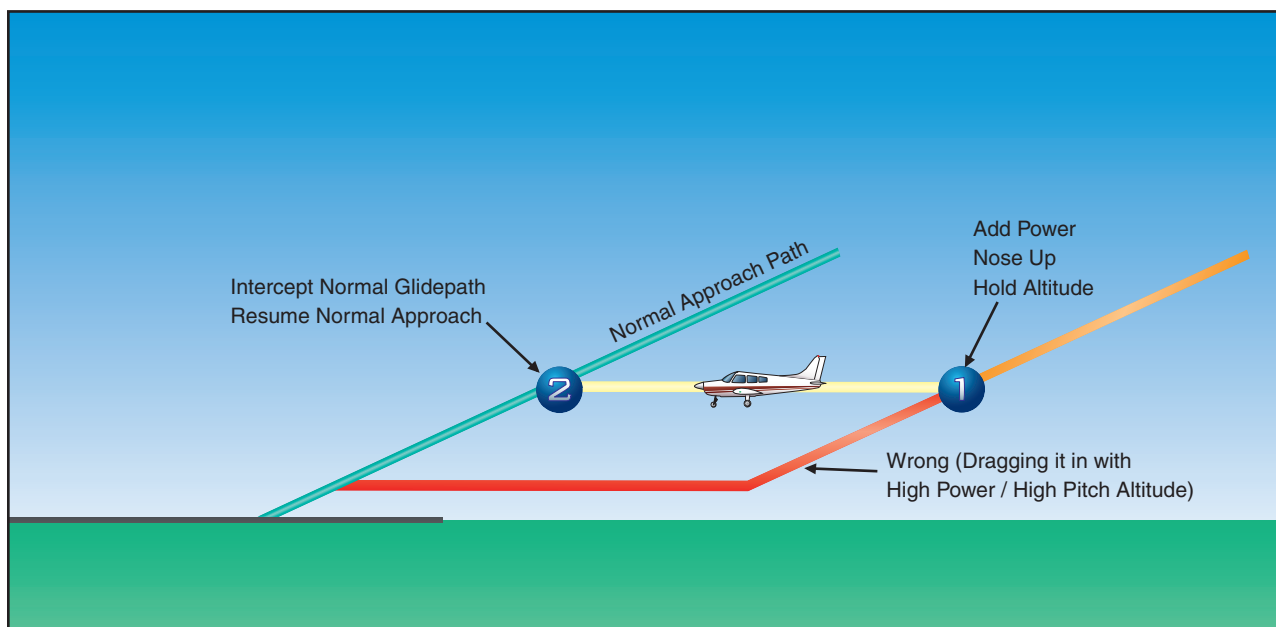 Add Power
Nose Up
Hold Altitude
Normal Approach Path
Intercept Normal Glidepath
Resume Normal Approach
2
1
Wrong (Dragging it in with
High Power / High Pitch Altitude)